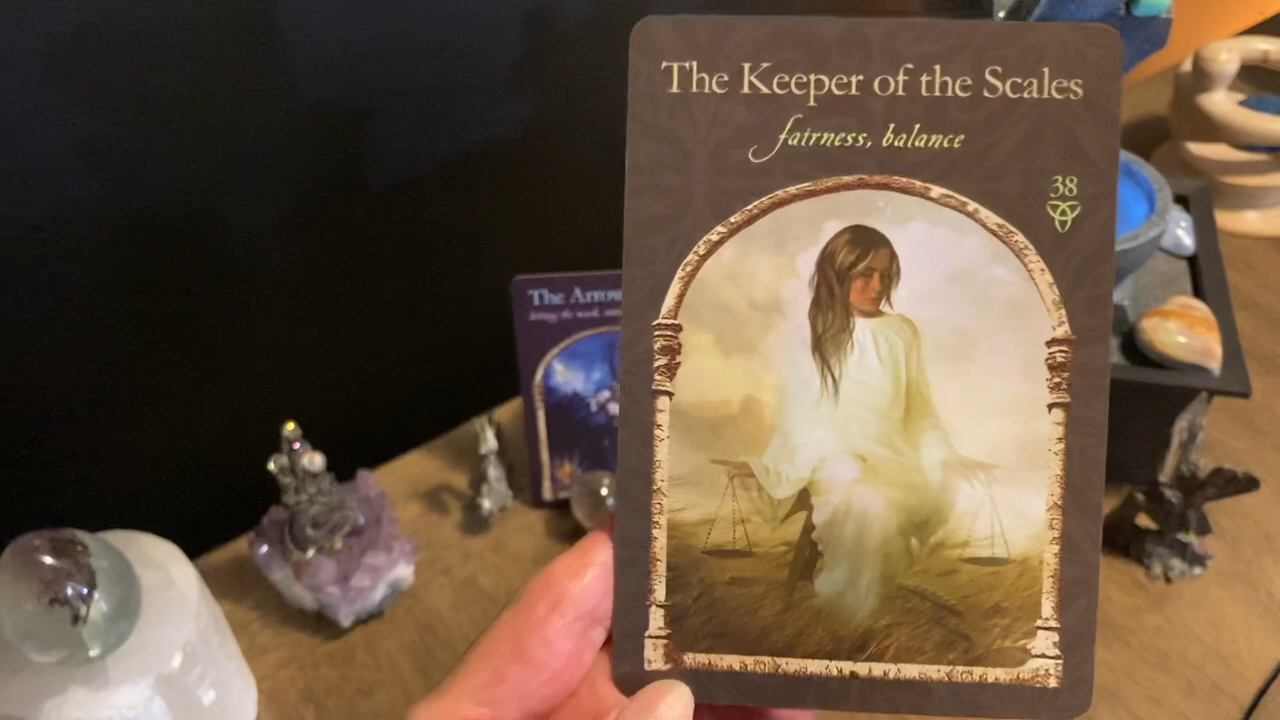 The Keeper of the Scales
fairness, balance
38
The Arrow